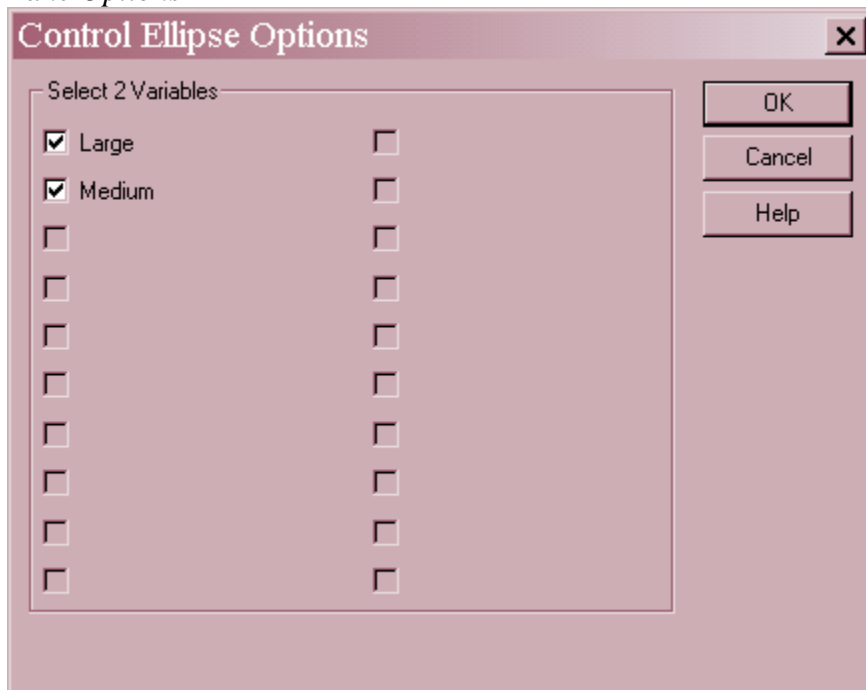 Control Ellipse Options
Select 2 Variables
Large
Medium
OK
Cancel
Help